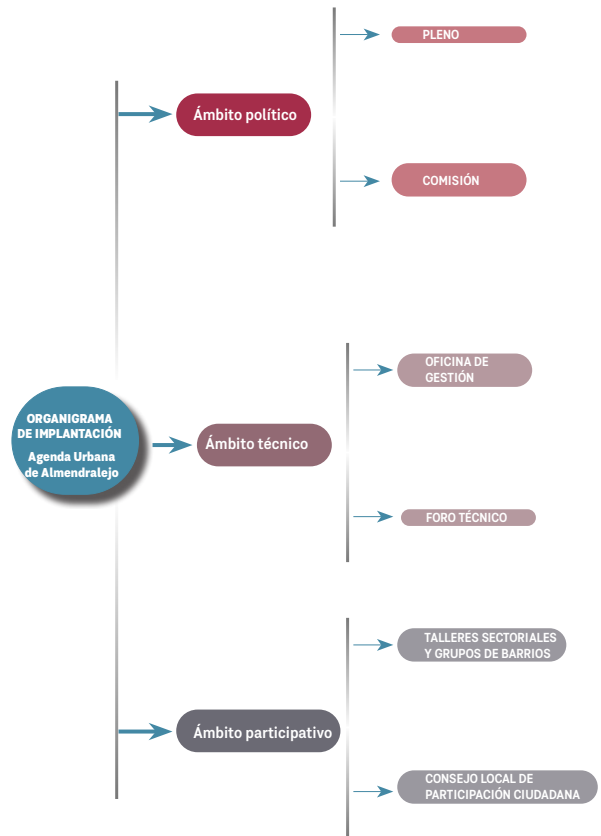 ORGANIGRAMA
DE IMPLANTACIÓN
Agenda Urbana
de Almendralejo
Ámbito político
PLENO
COMISIÓN
Ámbito técnico
OFICINA DE
GESTIÓN
FORO TÉCNICO
Ámbito participativo
TALLERES SECTORIALES
Y GRUPOS DE BARRIOS
CONSEJO LOCAL DE
PARTICIPACIÓN CIUDADANA